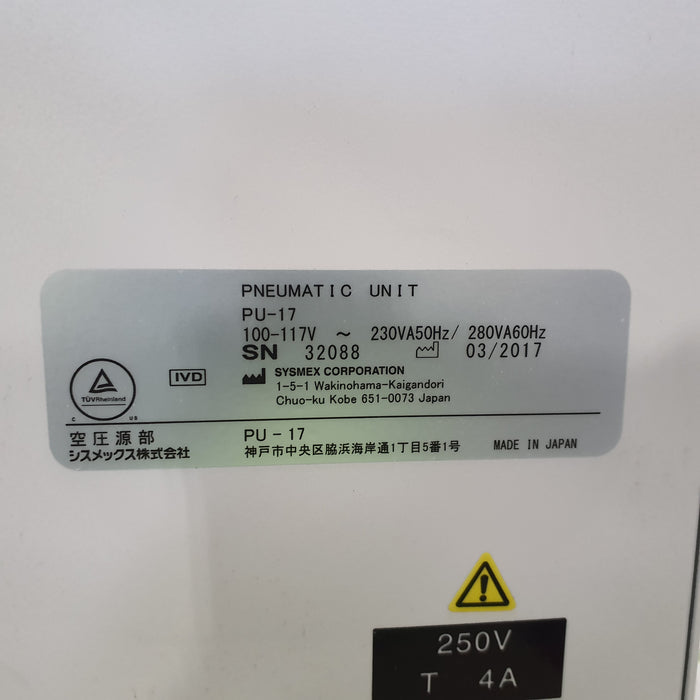 PNEUMATIC UNIT
PU-17
100-117V ~ 230VA50Hz/ 280VA60Hz
SN 32088 03/2017
SYSMEX CORPORATION
1-5-1 Wakinohama-Kaigandori
Chuo-ku Kobe 651-0073 Japan
IVD
TÜVRheinland
C US
空圧源部 PU-17
シスメックス株式会社 神戸市中央区脇浜海岸通1丁目5番1号 MADE IN JAPAN
250V
T 4A